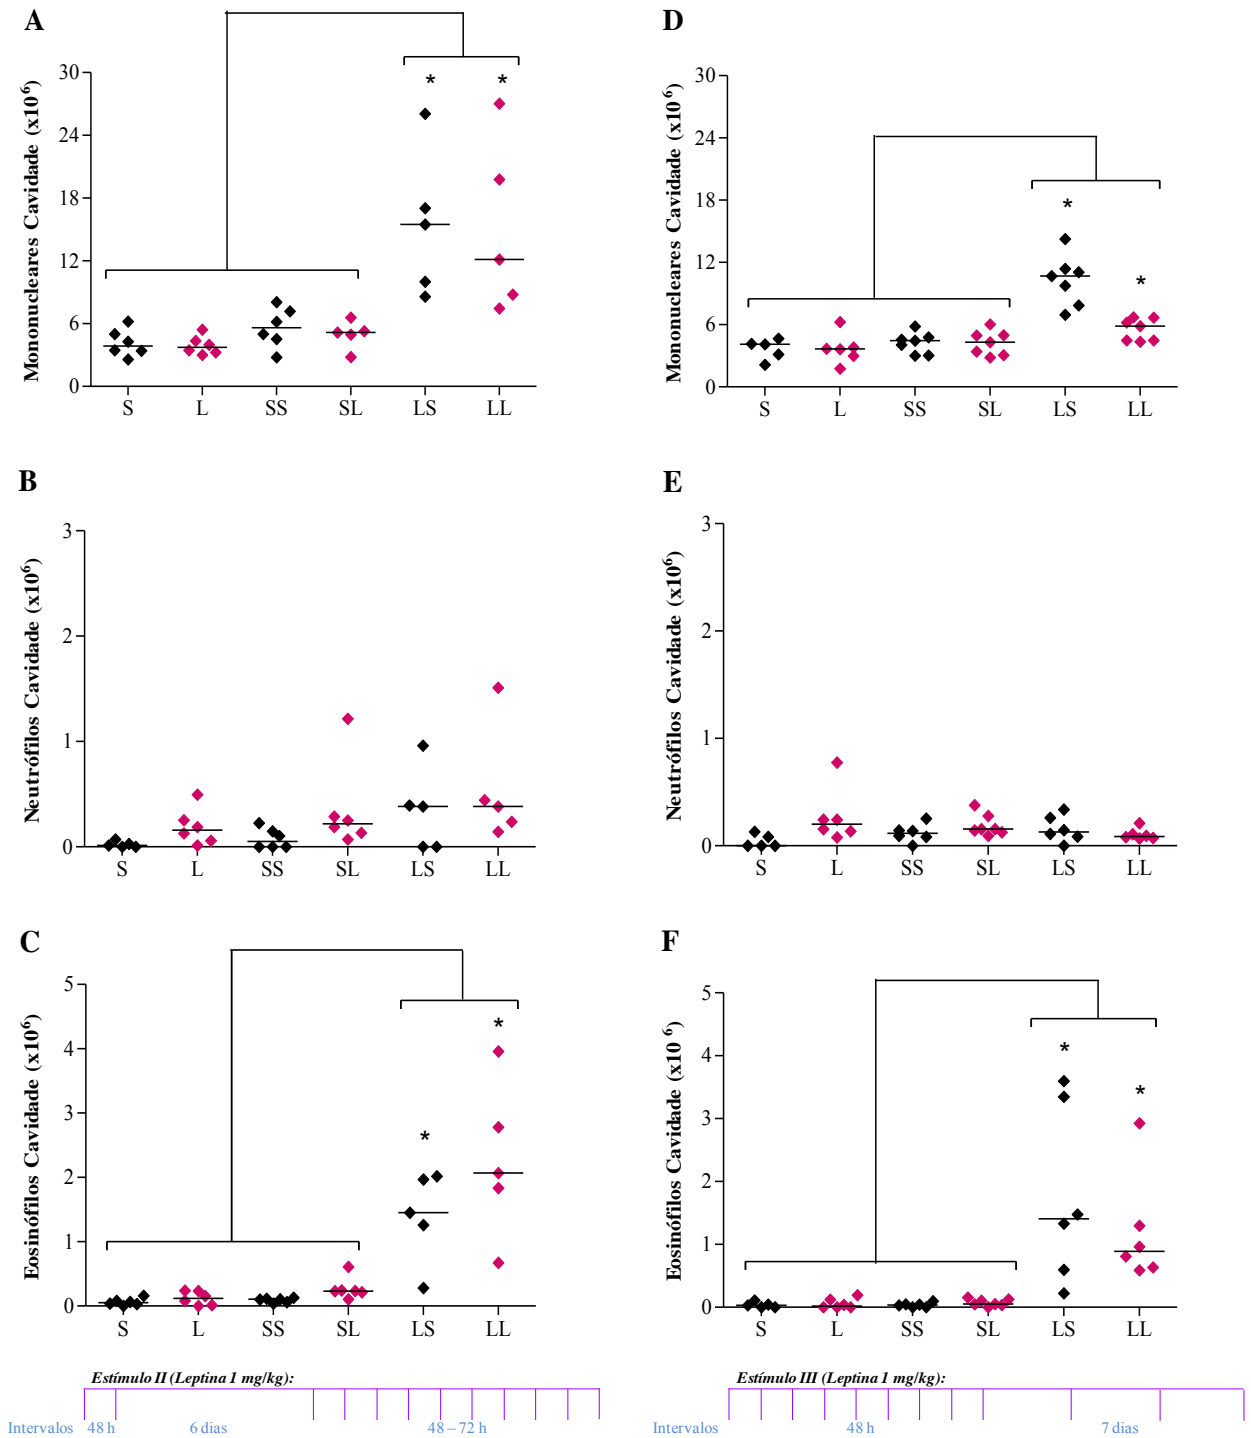 A
Mononucleares Cavidade (x10⁶)
30
24
18
12
6
0
* *
S L SS SL LS LL
D
Mononucleares Cavidade (x10⁶)
30
24
18
12
6
0
*
*
S L SS SL LS LL
B
Neutrófilos Cavidade (x10⁶)
3
2
1
0
S L SS SL LS LL
E
Neutrófilos Cavidade (x10⁶)
3
2
1
0
S L SS SL LS LL
C
Eosinófilos Cavidade (x10⁶)
5
4
3
2
1
0
*
*
S L SS SL LS LL
F
Eosinófilos Cavidade (x10⁶)
5
4
3
2
1
0
*
*
S L SS SL LS LL
Estímulo II (Leptina 1 mg/kg):
Intervalos 48 h 6 dias 48 – 72 h
Estímulo III (Leptina 1 mg/kg):
Intervalos 48 h 7 dias